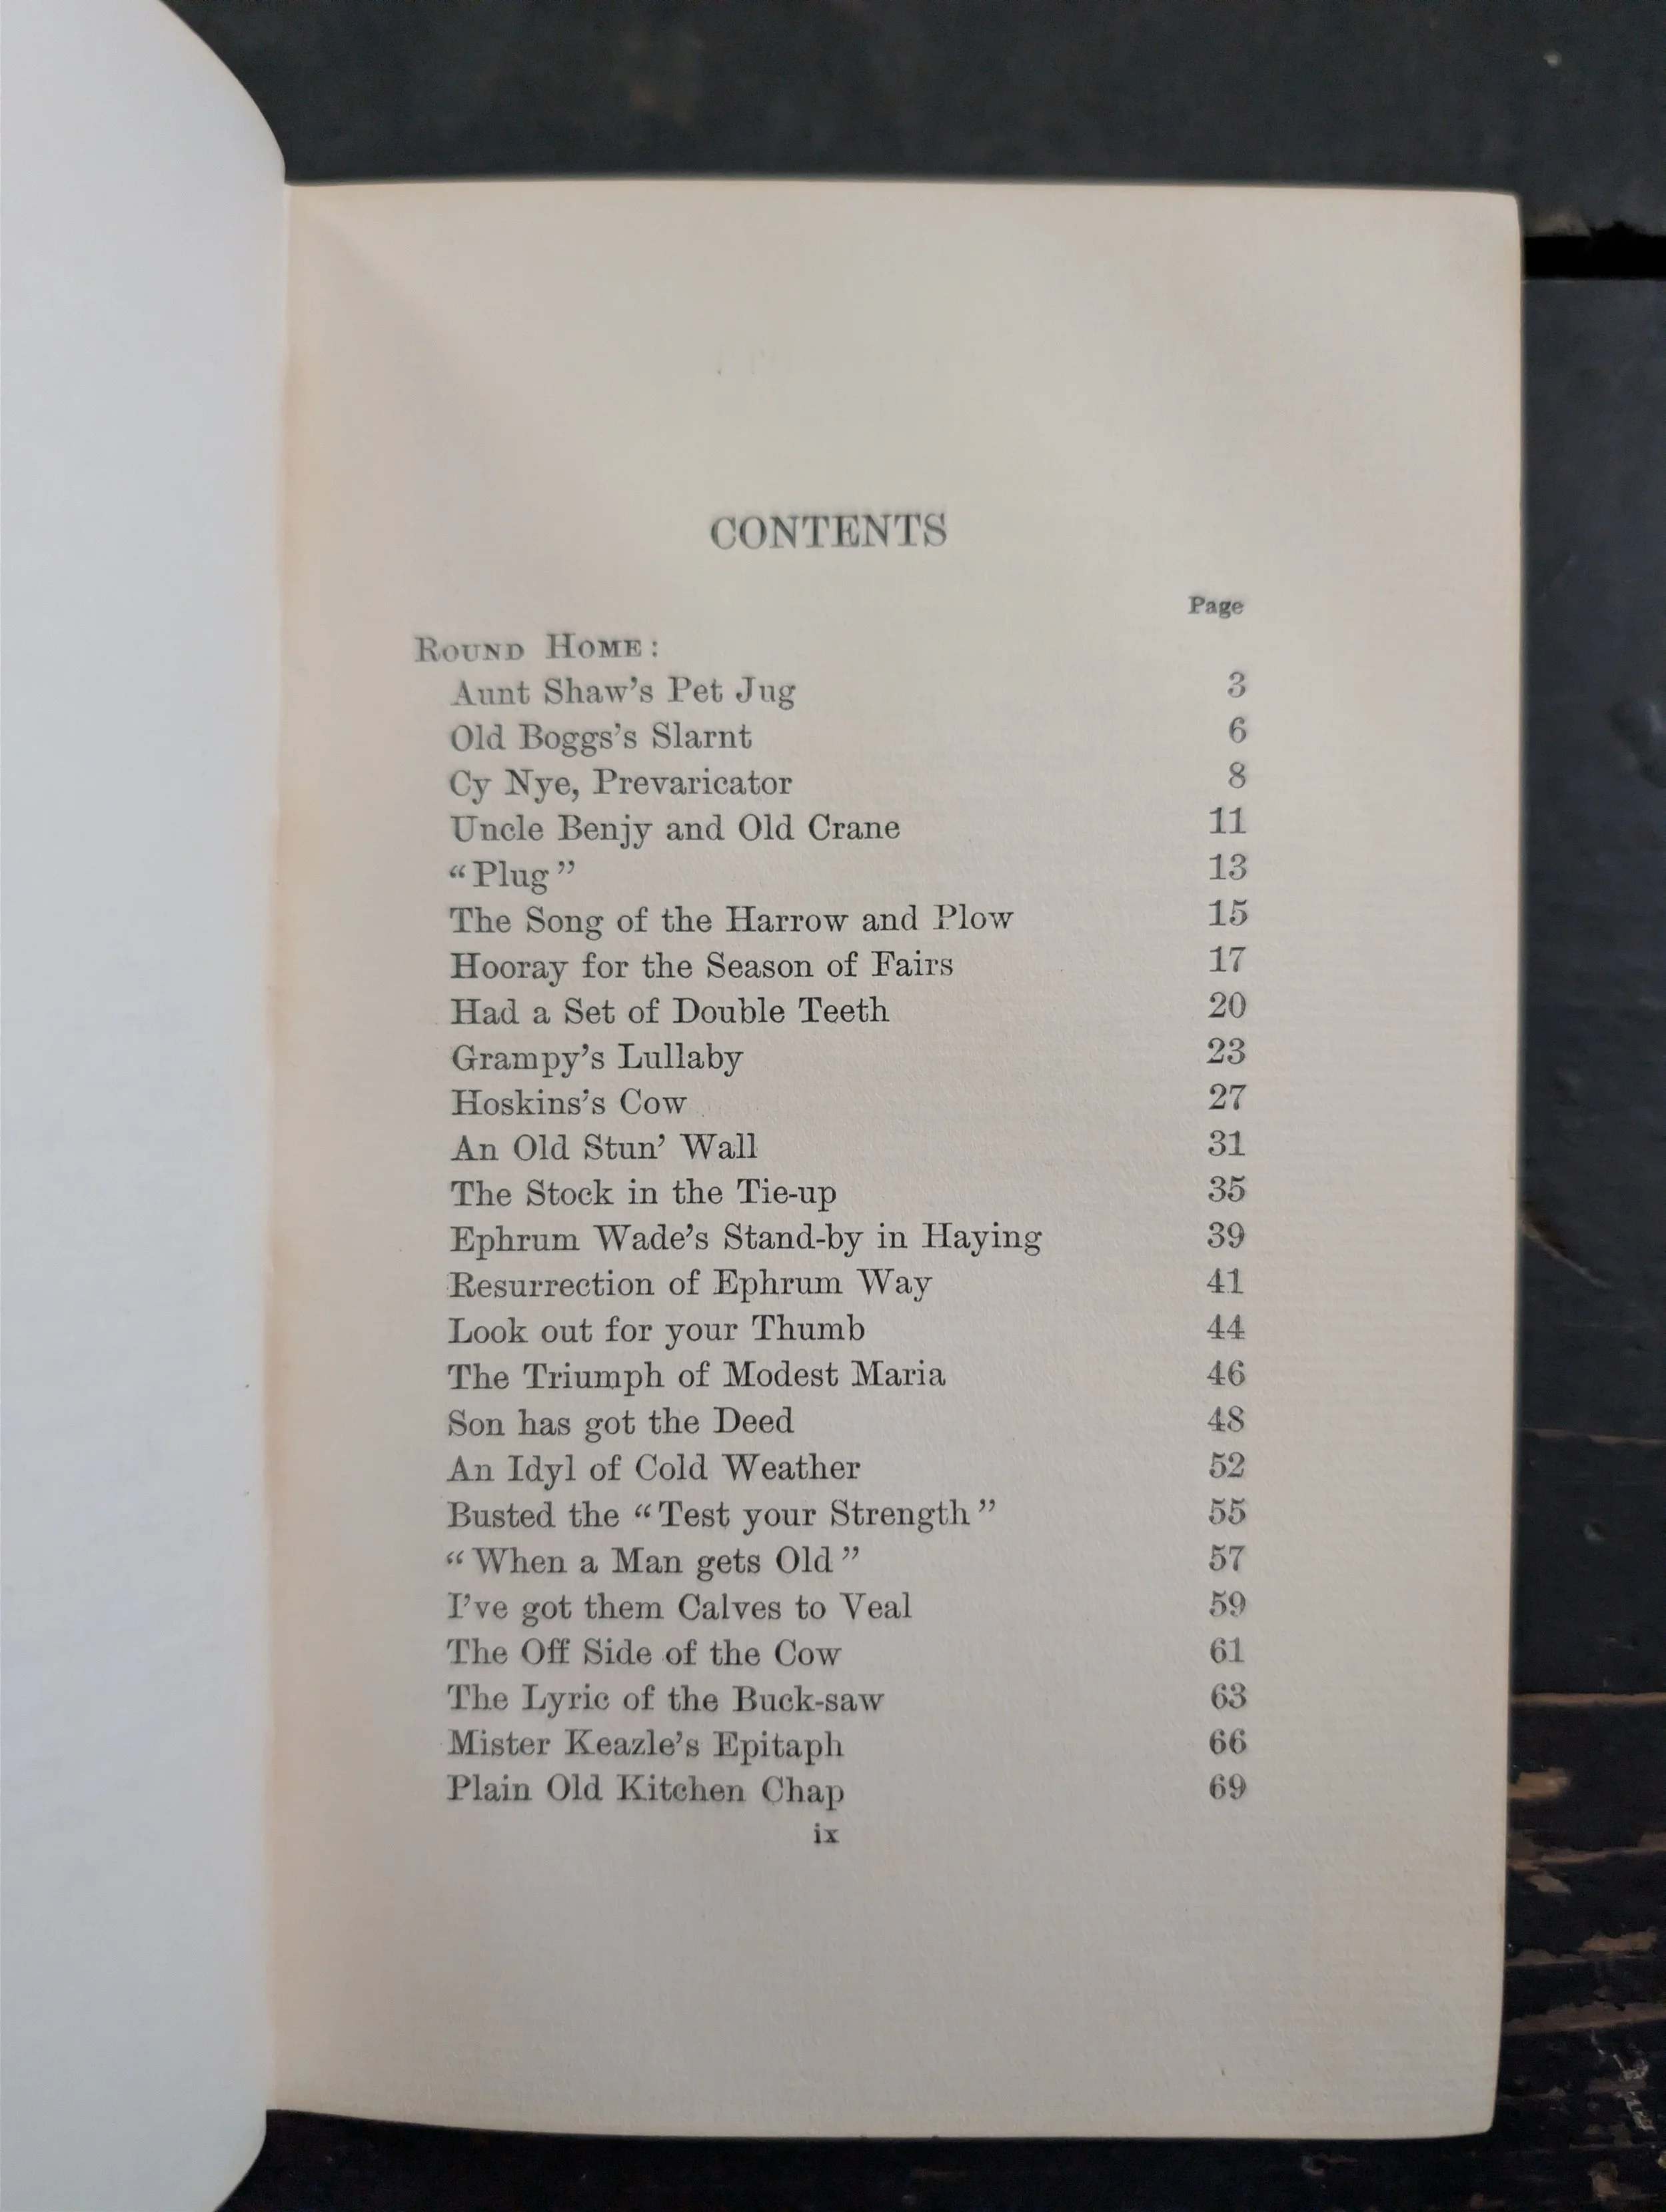 CONTENTS
Page
ROUND HOME:
Aunt Shaw's Pet Jug 3
Old Boggs's Slarnt 6
Cy Nye, Prevaricator 8
Uncle Benjy and Old Crane 11
“Plug” 13
The Song of the Harrow and Plow 15
Hooray for the Season of Fairs 17
Had a Set of Double Teeth 20
Grampy's Lullaby 23
Hoskins's Cow 27
An Old Stun' Wall 31
The Stock in the Tie-up 35
Ephrum Wade's Stand-by in Haying 39
Resurrection of Ephrum Way 41
Look out for your Thumb 44
The Triumph of Modest Maria 46
Son has got the Deed 48
An Idyl of Cold Weather 52
Busted the “Test your Strength” 55
“When a Man gets Old” 57
I've got them Calves to Veal 59
The Off Side of the Cow 61
The Lyric of the Buck-saw 63
Mister Keazle's Epitaph 66
Plain Old Kitchen Chap 69
ix